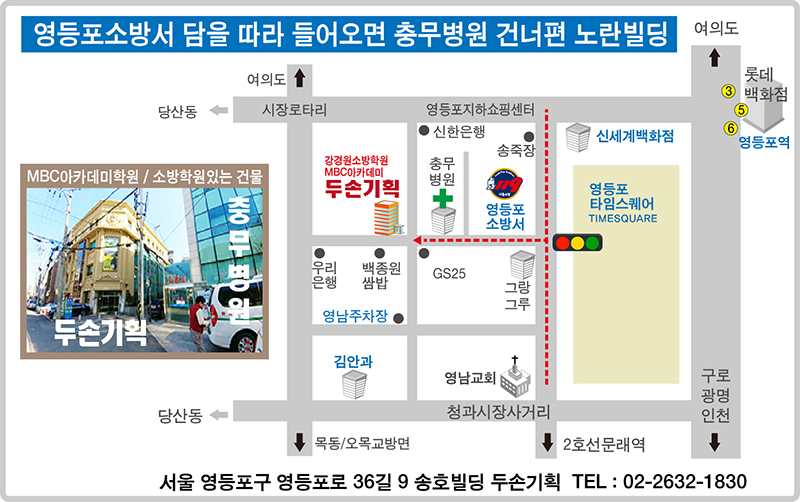 영등포소방서 담을 따라 들어오면 충무병원 건너편 노란빌딩
여의도
여의도
롯데
백화점
3
5
6
영등포역
당산동
시장로타리
영등포지하쇼핑센터
신한은행
송죽장
신세계백화점
강경원소방학원
MBC아카데미
두손기획
충무
병원
119
영등포
소방서
영등포
타임스퀘어
TIMESQUARE
MBC아카데미학원 / 소방학원있는 건물
충무병원
두손기획
우리
은행
백종원
쌈밥
GS25
그랑
그루
영남주차장
김안과
영남교회
구로
광명
인천
당산동
청과시장사거리
목동/오목교방면
2호선문래역
서울 영등포구 영등포로 36길 9 송호빌딩 두손기획 TEL : 02-2632-1830